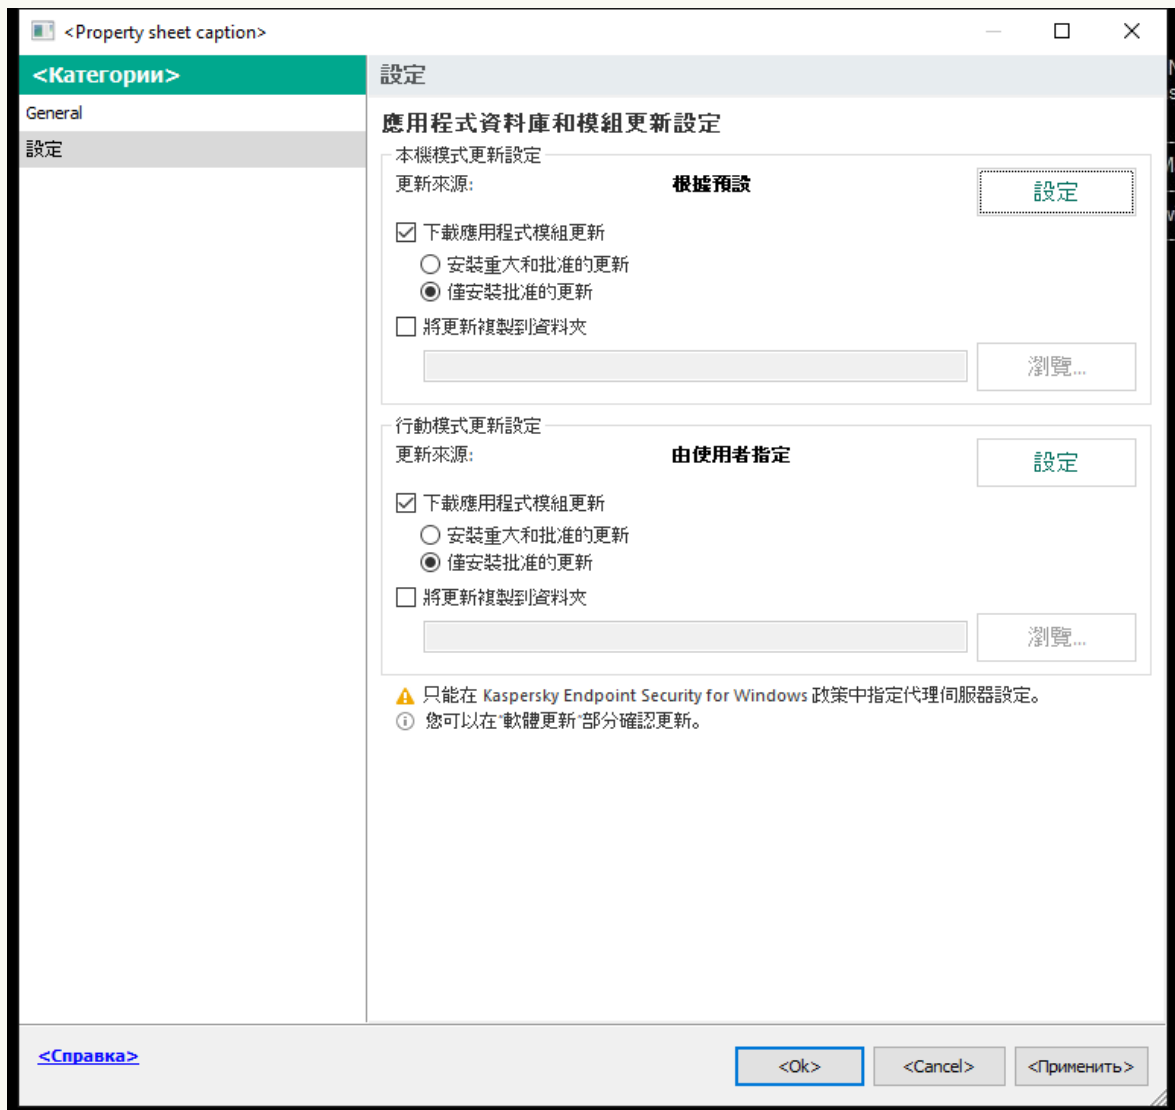 <Property sheet caption>
<Категории>
General
設定
設定
應用程式資料庫和模組更新設定
本機模式更新設定
更新來源: 根據預設 設定
下載應用程式模組更新
安裝重大和批准的更新
僅安裝批准的更新
將更新複製到資料夾
瀏覽...
行動模式更新設定
更新來源: 由使用者指定 設定
下載應用程式模組更新
安裝重大和批准的更新
僅安裝批准的更新
將更新複製到資料夾
瀏覽...
只能在 Kaspersky Endpoint Security for Windows 政策中指定代理伺服器設定。
您可以在"軟體更新"部分確認更新。
<Справка>
<Ok> <Cancel> <Применить>